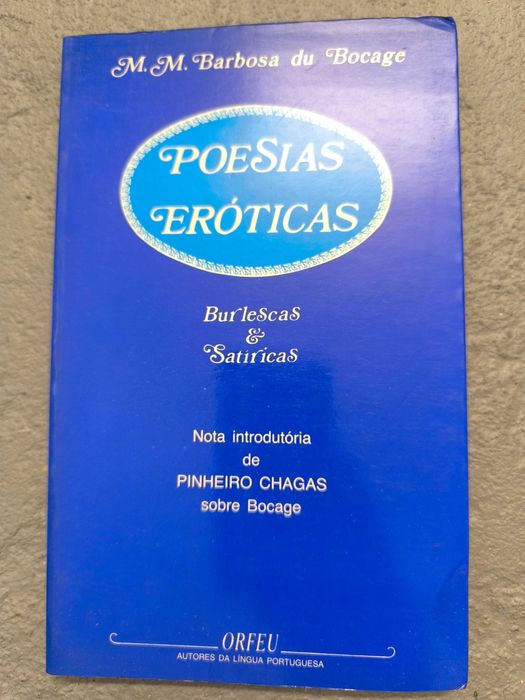 M. M. Barbosa du Bocage
POESIAS
ERÓTICAS
Burlescas
&
Satíricas
Nota introdutória
de
PINHEIRO CHAGAS
sobre Bocage
ORFEU
AUTORES DA LÍNGUA PORTUGUESA